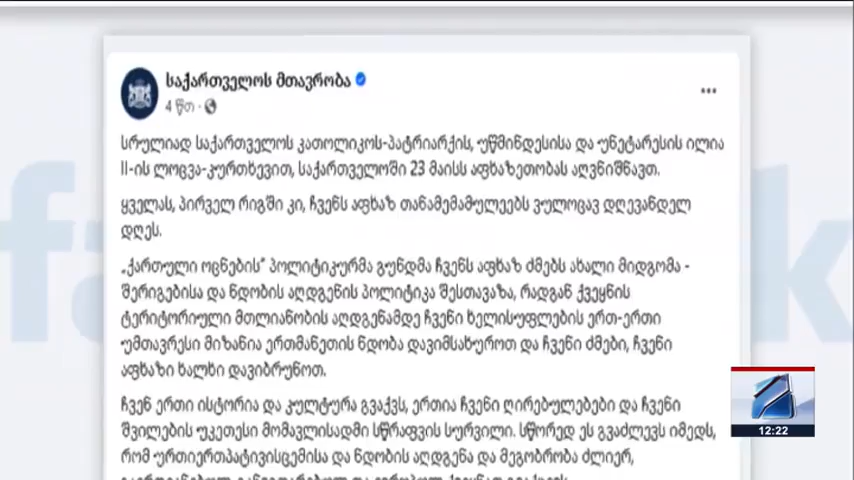 საქართველოს მთავრობა
4 წთ ·
სრულიად საქართველოს კათოლიკოს-პატრიარქის, უწმინდესისა და უნეტარესის ილია
II-ის ლოცვა-კურთხევით, საქართველოში 23 მაისს აფხაზეთობას აღვნიშნავთ.
ყველას, პირველ რიგში კი, ჩვენს აფხაზ თანამემამულეებს ვულოცავ დღევანდელ
დღეს.
„ქართული ოცნების" პოლიტიკურმა გუნდმა ჩვენს აფხაზ ძმებს ახალი მიდგომა -
შერიგებისა და ნდობის აღდგენის პოლიტიკა შესთავაზა, რადგან ქვეყნის
ტერიტორიული მთლიანობის აღდგენამდე ჩვენი ხელისუფლების ერთ-ერთი
უმთავრესი მიზანია ერთმანეთის ნდობა დავიმსახუროთ და ჩვენი ძმები, ჩვენი
აფხაზი ხალხი დავიბრუნოთ.
ჩვენ ერთი ისტორია და კულტურა გვაქვს, ერთია ჩვენი ღირებულებები და ჩვენი
შვილების უკეთესი მომავლისადმი სწრაფვის სურვილი. სწორედ ეს გვაძლევს იმედს,
რომ ურთიერთპატივისცემისა და ნდობის აღდგენა და მეგობრობა ძლიერ,
12:22